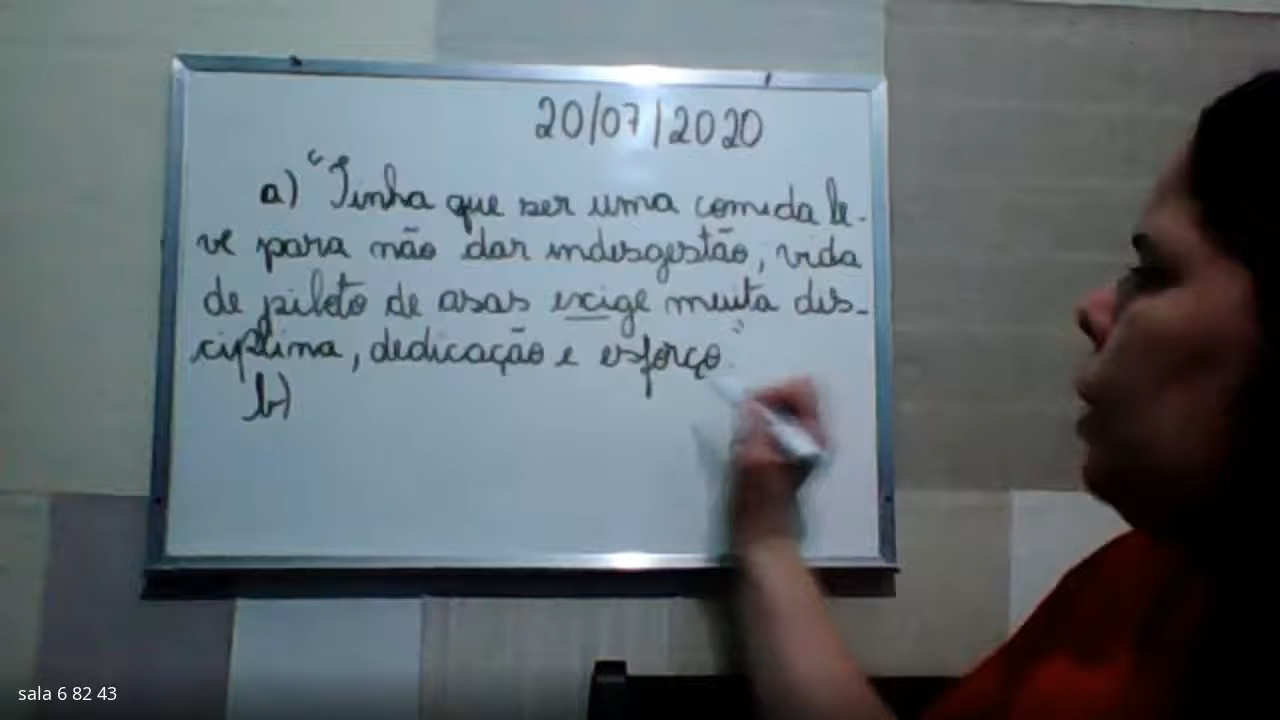 20/07/2020
a) "Tinha que ser uma comida le-
ve para não dar indesgestão, vida
de piloto de asas exige muita dis-
ciplina, dedicação e esforço."
b)
sala 6 82 43